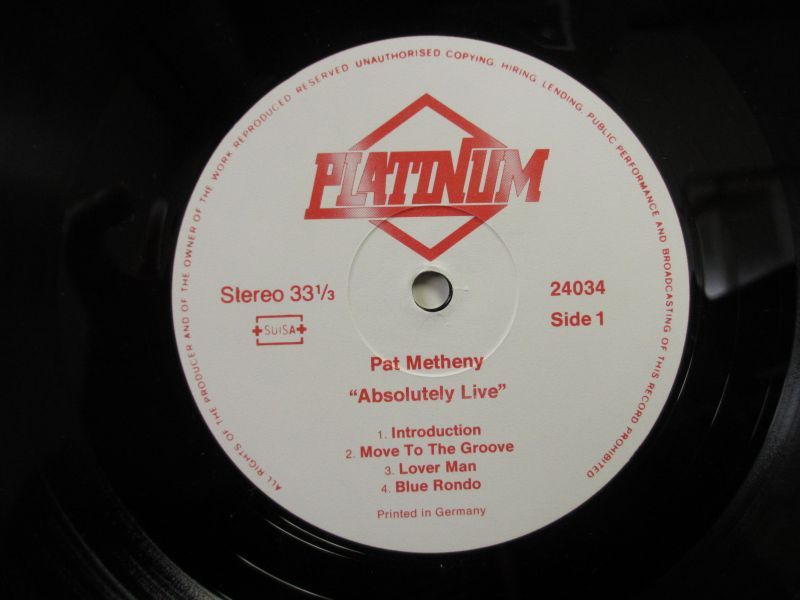 ALL RIGHTS OF THE PRODUCER AND OF THE OWNER OF THE WORK REPRODUCED RESERVED UNAUTHORISED COPYING, HIRING, LENDING, PUBLIC PERFORMANCE AND BROADCASTING OF THIS RECORD PROHIBITED
PLATINUM
Stereo 33 1/3
24034
SUISA
Side 1
Pat Metheny
“Absolutely Live”
1. Introduction
2. Move To The Groove
3. Lover Man
4. Blue Rondo
Printed in Germany